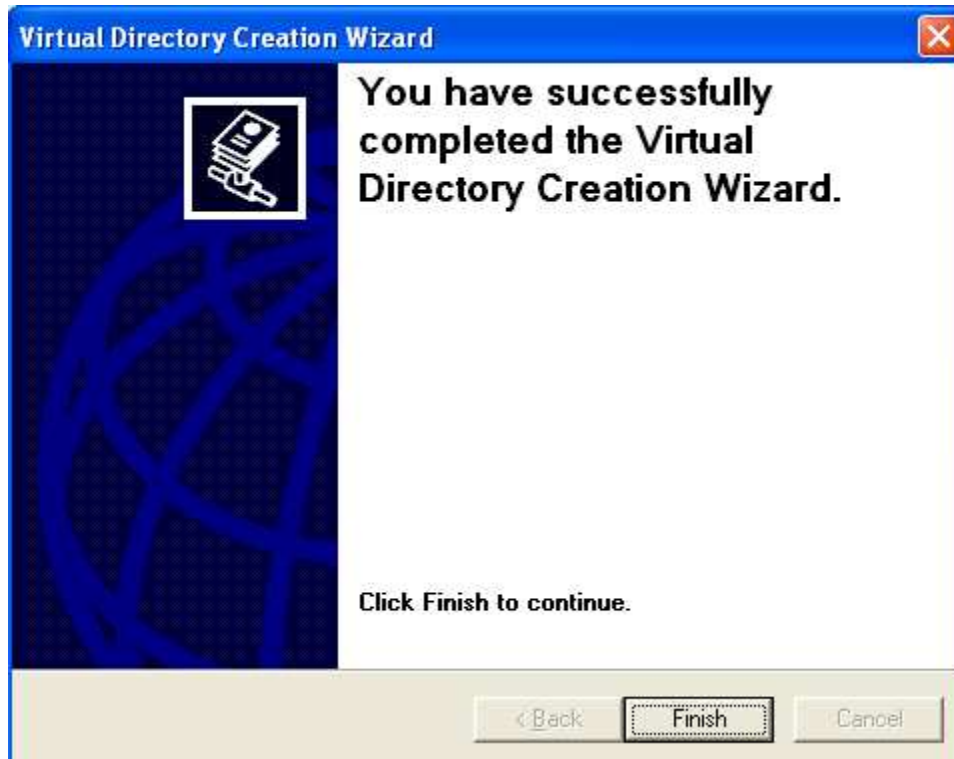 Virtual Directory Creation Wizard
You have successfully
completed the Virtual
Directory Creation Wizard.
Click Finish to continue.
< Back Finish Cancel